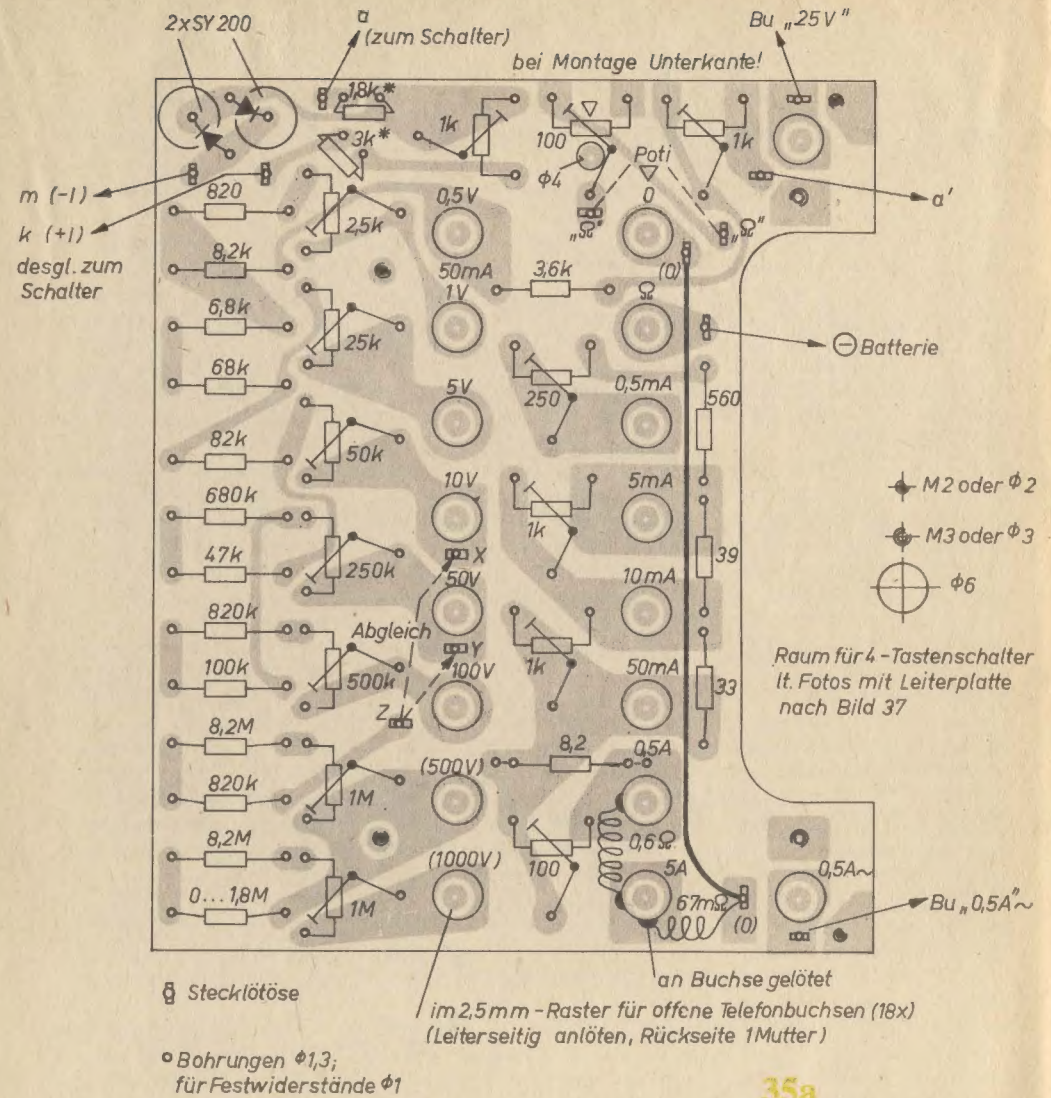 2xSY200
a
(zum Schalter)
Bu „25V"
bei Montage Unterkante!
1,8k*
3k*
1k
100
ϕ4
Poti
1k
a'
m (-I)
k (+I)
desgl. zum
Schalter
820
2,5k
0,5V
0
„Ω"
„Ω"
8,2k
50mA
3,6k
(0)
6,8k
25k
1V
Ω
⊖ Batterie
68k
5V
250
0,5mA
560
82k
50k
680k
10V
1k
5mA
M2 oder ϕ2
47k
250k
X
39
M3 oder ϕ3
50V
10mA
ϕ6
820k
Abgleich
Y
1k
100k
500k
100V
50mA
33
Raum für 4-Tastenschalter
lt. Fotos mit Leiterplatte
nach Bild 37
Z
8,2M
(500V)
8,2
0,5A
820k
1M
0,6Ω
8,2M
(1000V)
100
5A
0,5A~
0...1,8M
1M
67mΩ
(0)
Bu „0,5A"~
an Buchse gelötet
Stecklötöse
im 2,5mm-Raster für offene Telefonbuchsen (18x)
(Leiterseitig anlöten, Rückseite 1Mutter)
Bohrungen ϕ1,3;
für Festwiderstände ϕ1
35a